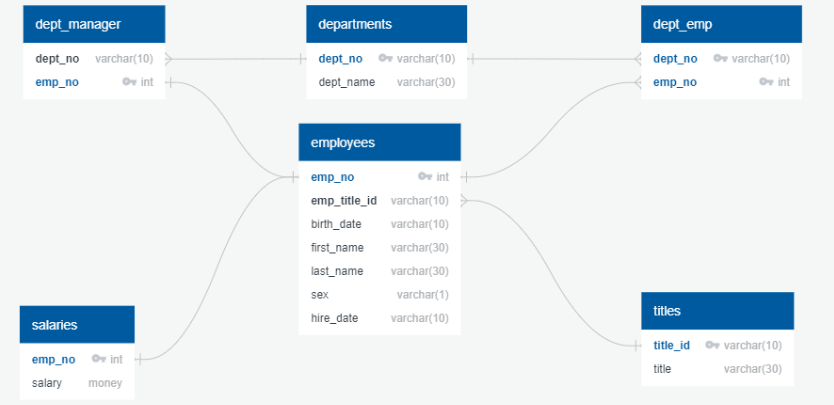 dept_manager
dept_no varchar(10)
emp_no int
departments
dept_no varchar(10)
dept_name varchar(30)
dept_emp
dept_no varchar(10)
emp_no int
employees
emp_no int
emp_title_id varchar(10)
birth_date varchar(10)
first_name varchar(30)
last_name varchar(30)
sex varchar(1)
hire_date varchar(10)
salaries
emp_no int
salary money
titles
title_id varchar(10)
title varchar(30)